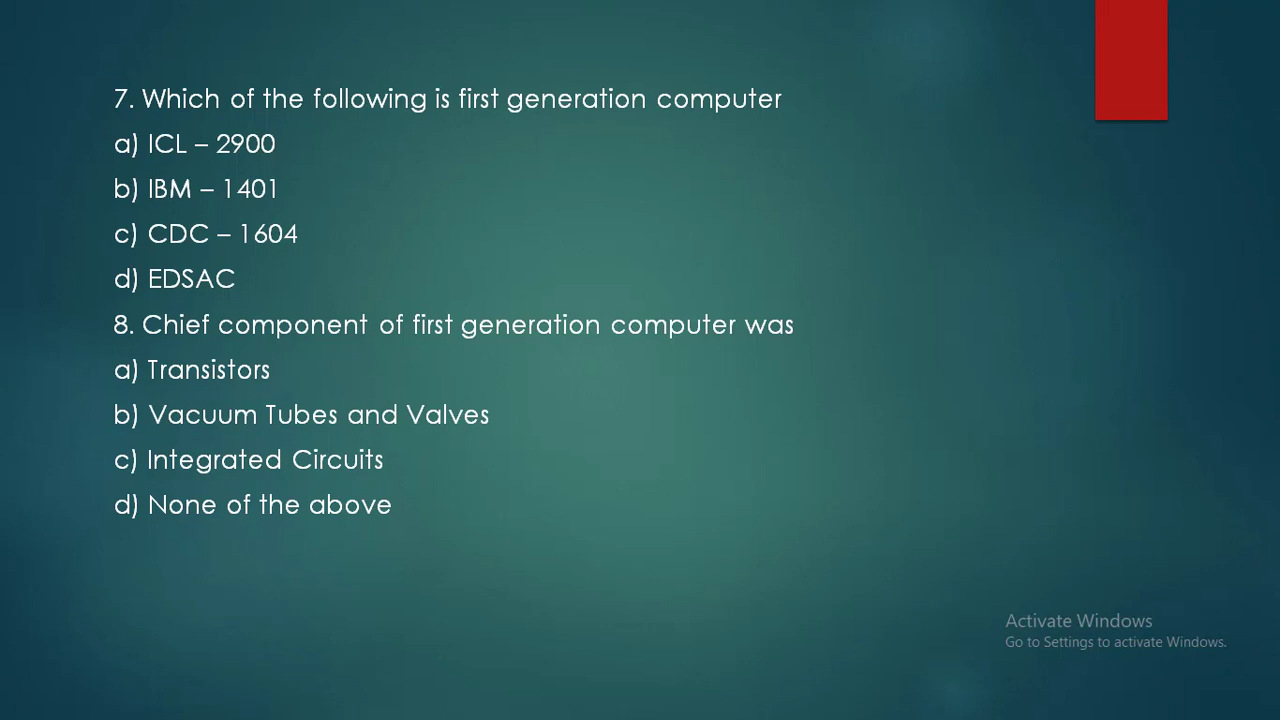 7. Which of the following is first generation computer
a) ICL – 2900
b) IBM – 1401
c) CDC – 1604
d) EDSAC
8. Chief component of first generation computer was
a) Transistors
b) Vacuum Tubes and Valves
c) Integrated Circuits
d) None of the above
Activate Windows
Go to Settings to activate Windows.